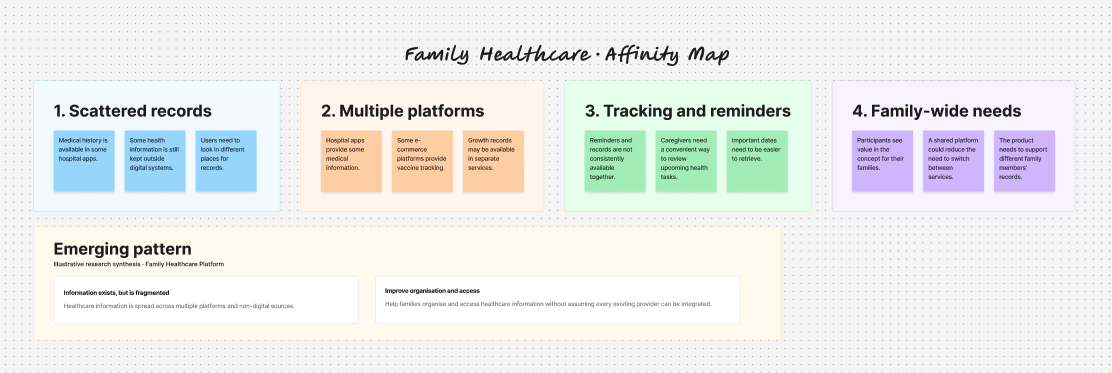 Family Healthcare · Affinity Map
1. Scattered records
Medical history is
available in some
hospital apps.
Some health
information is still
kept outside
digital systems.
Users need to
look in different
places for
records.
2. Multiple platforms
Hospital apps
provide some
medical
information.
Some e-
commerce
platforms provide
vaccine tracking.
Growth records
may be available
in separate
services.
3. Tracking and reminders
Reminders and
records are not
consistently
available
together.
Caregivers need
a convenient way
to review
upcoming health
tasks.
Important dates
need to be easier
to retrieve.
4. Family-wide needs
Participants see
value in the
concept for their
families.
A shared platform
could reduce the
need to switch
between
services.
The product
needs to support
different family
members'
records.
Emerging pattern
Illustrative research synthesis · Family Healthcare Platform
Information exists, but is fragmented
Healthcare information is spread across multiple platforms and non-digital sources.
Improve organisation and access
Help families organise and access healthcare information without assuming every existing provider can be integrated.